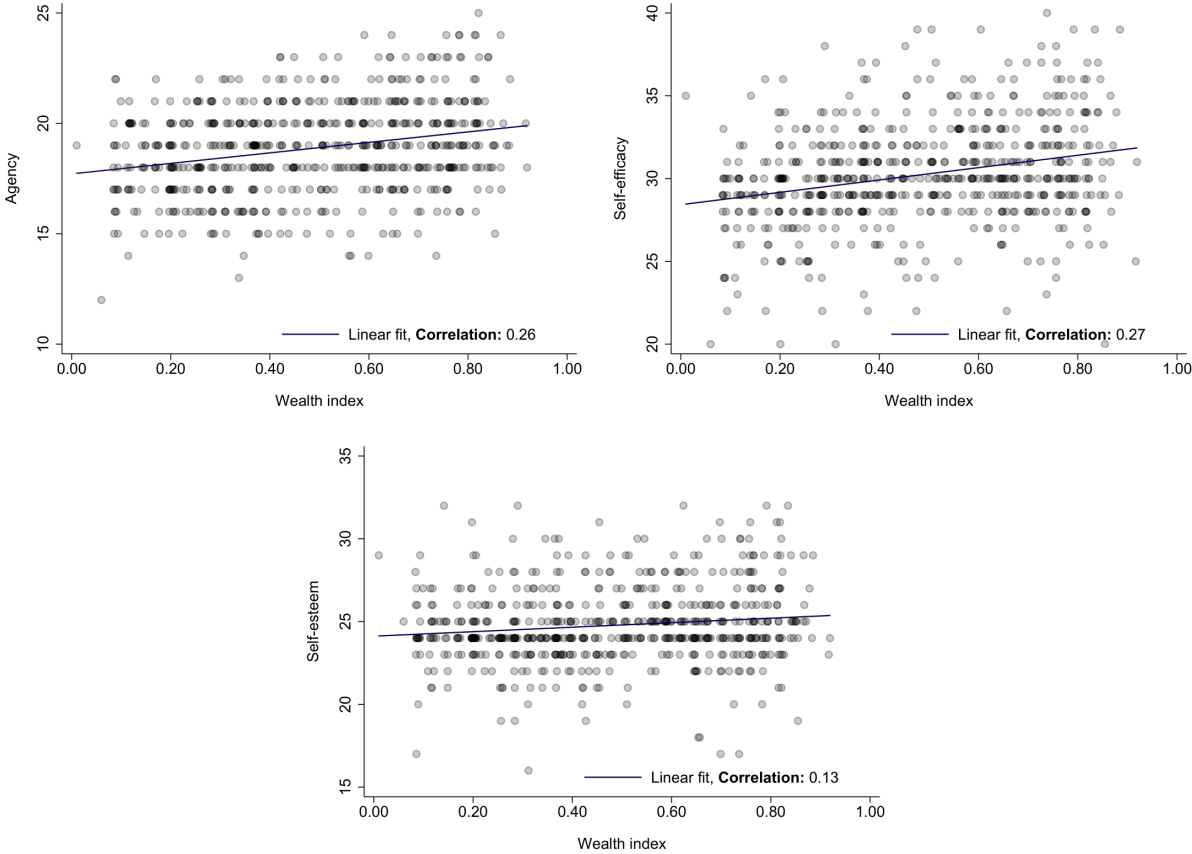 25
20
15
10
Agency
Linear fit, Correlation: 0.26
0.00 0.20 0.40 0.60 0.80 1.00
Wealth index
40
35
30
25
20
Self-efficacy
Linear fit, Correlation: 0.27
0.00 0.20 0.40 0.60 0.80 1.00
Wealth index
35
30
25
20
15
Self-esteem
Linear fit, Correlation: 0.13
0.00 0.20 0.40 0.60 0.80 1.00
Wealth index